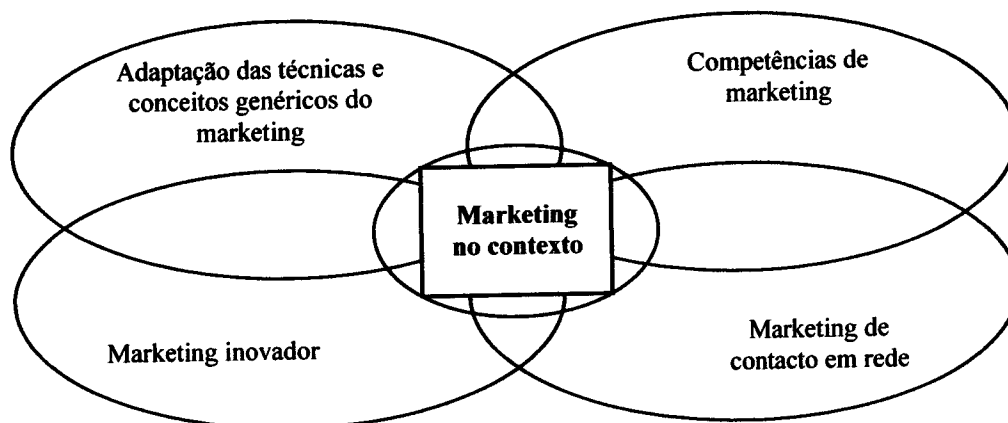 Adaptação das técnicas e
conceitos genéricos do
marketing
Competências de
marketing
Marketing
no contexto
Marketing inovador
Marketing de
contacto em rede